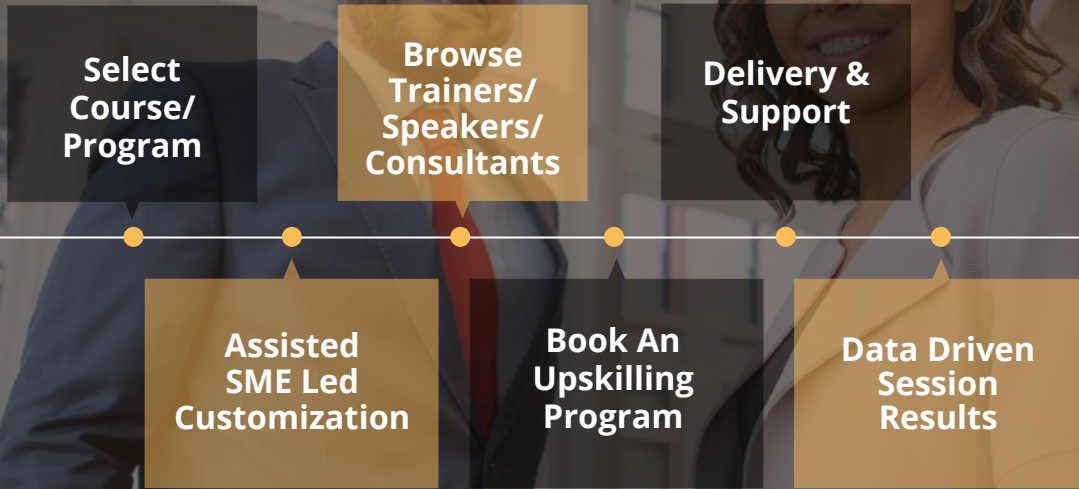 Select
Course/
Program
Assisted
SME Led
Customization
Browse
Trainers/
Speakers/
Consultants
Book An
Upskilling
Program
Delivery &
Support
Data Driven
Session
Results